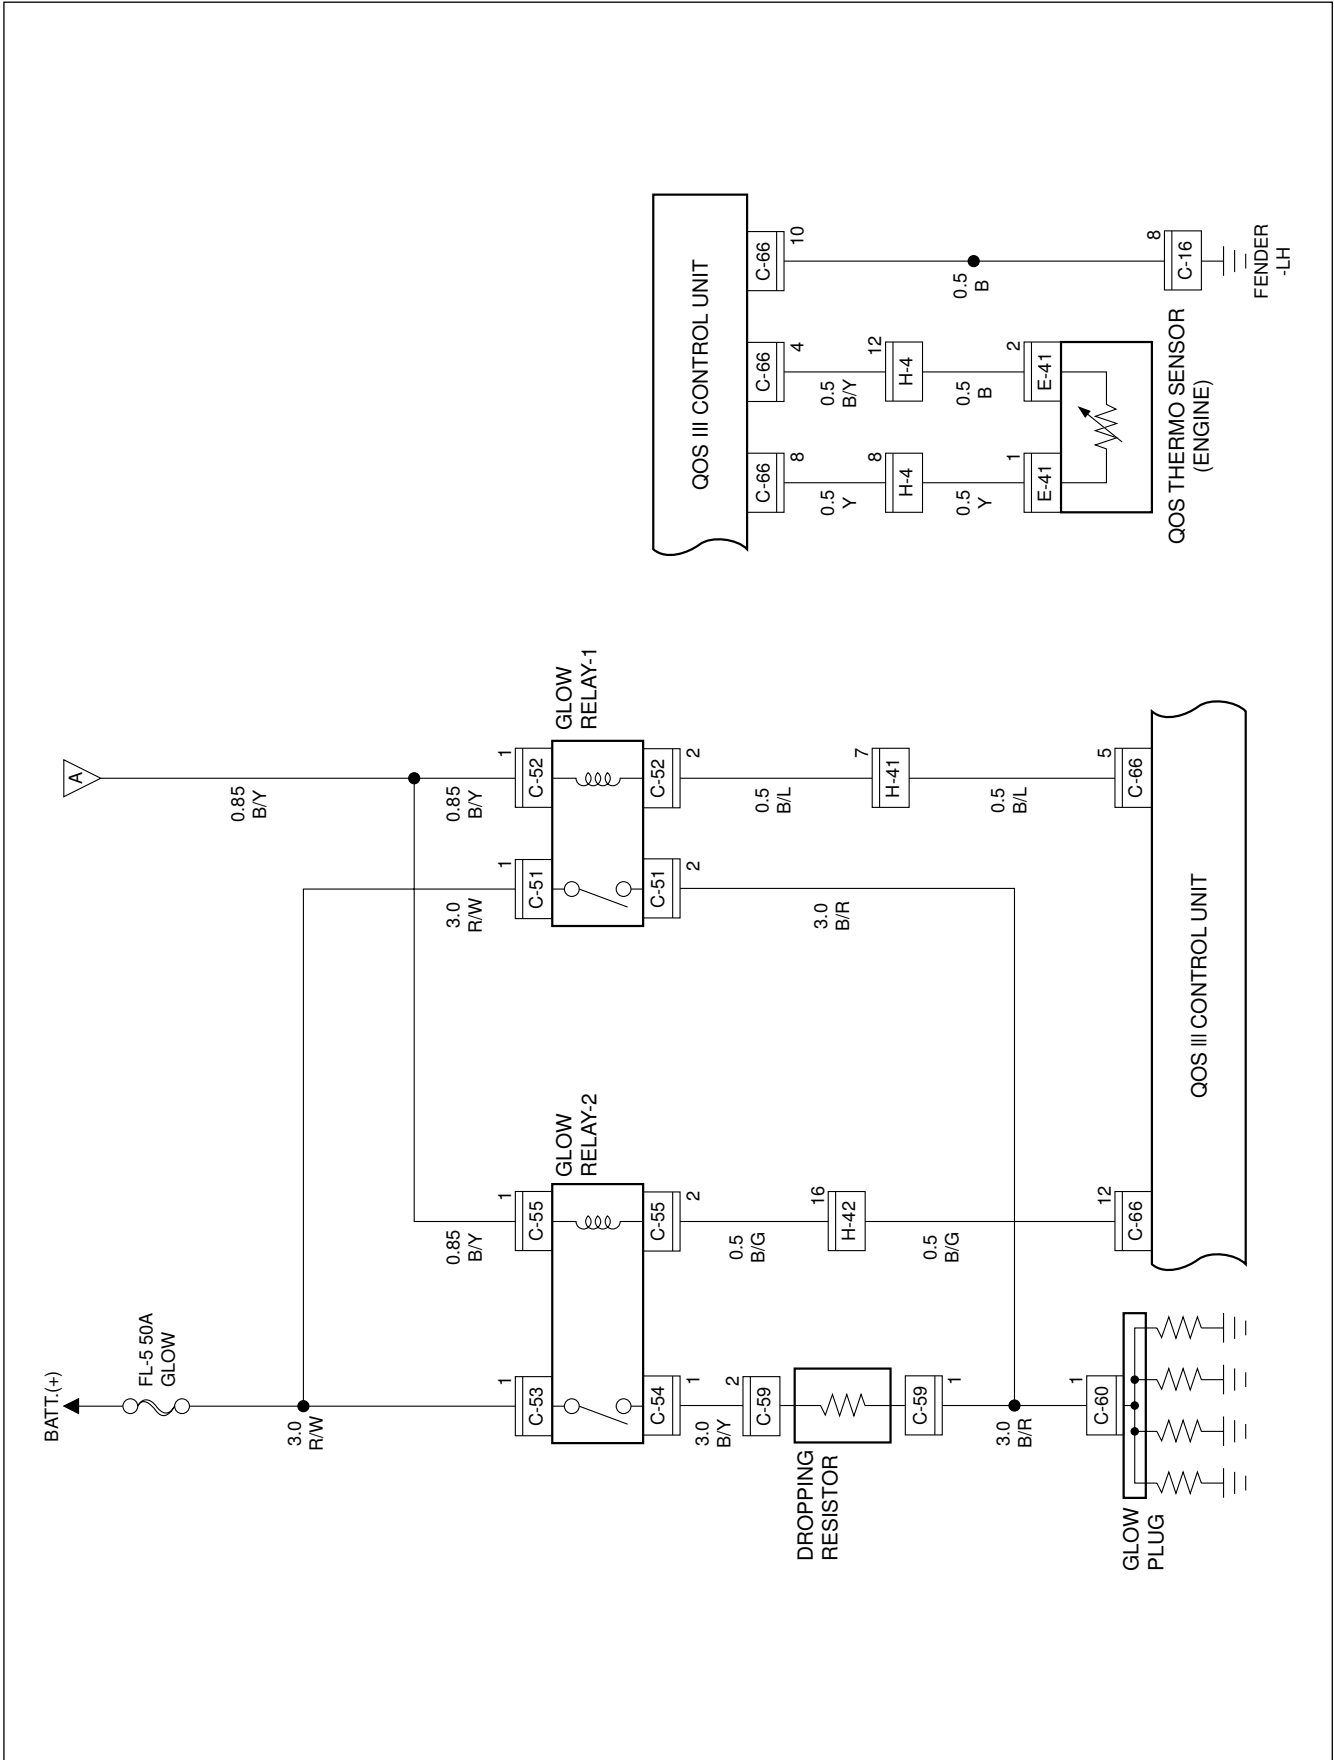 BATT.(+)
FL-5 50A
GLOW
3.0
R/W
A
0.85
B/Y
3.0
R/W
0.85
B/Y
0.85
B/Y
1
C-53
1
C-55
GLOW
RELAY-2
1
C-51
1
C-52
GLOW
RELAY-1
C-54
1
C-55
2
C-51
2
C-52
2
3.0
B/Y
2
C-59
DROPPING
RESISTOR
C-59
1
0.5
B/G
16
H-42
0.5
B/G
3.0
B/R
0.5
B/L
7
H-41
0.5
B/L
3.0
B/R
1
C-60
GLOW
PLUG
12
C-66
5
C-66
QOS III CONTROL UNIT
QOS III CONTROL UNIT
C-66
8
C-66
4
C-66
10
0.5
Y
0.5
B/Y
8
H-4
12
H-4
0.5
Y
0.5
B
0.5
B
1
E-41
2
E-41
QOS THERMO SENSOR
(ENGINE)
8
C-16
FENDER
-LH